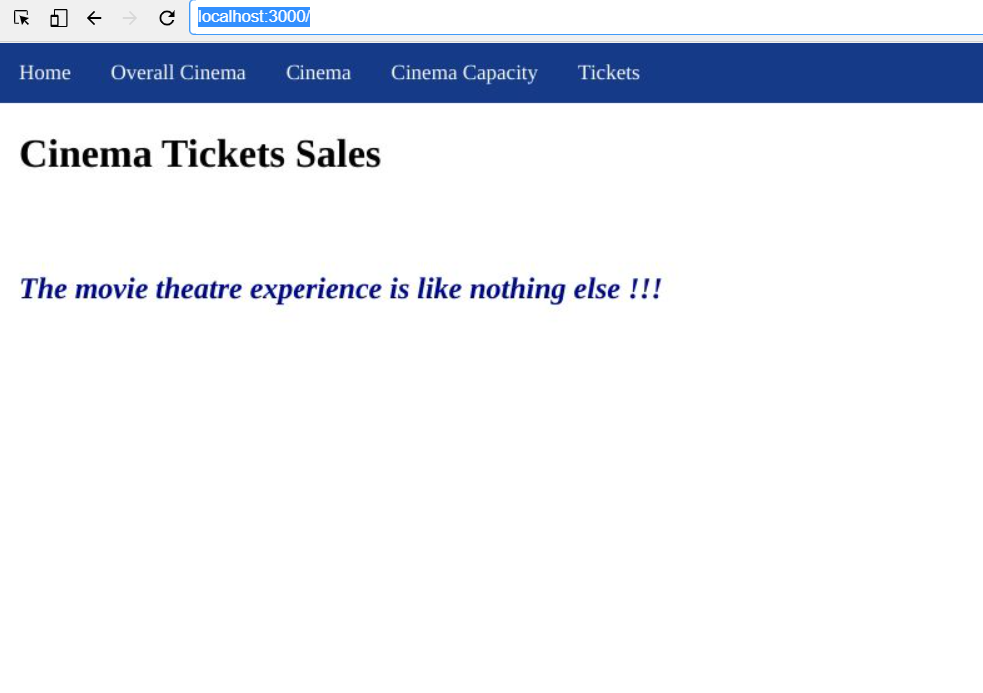 localhost:3000/
Home Overall Cinema Cinema Cinema Capacity Tickets
Cinema Tickets Sales
The movie theatre experience is like nothing else !!!